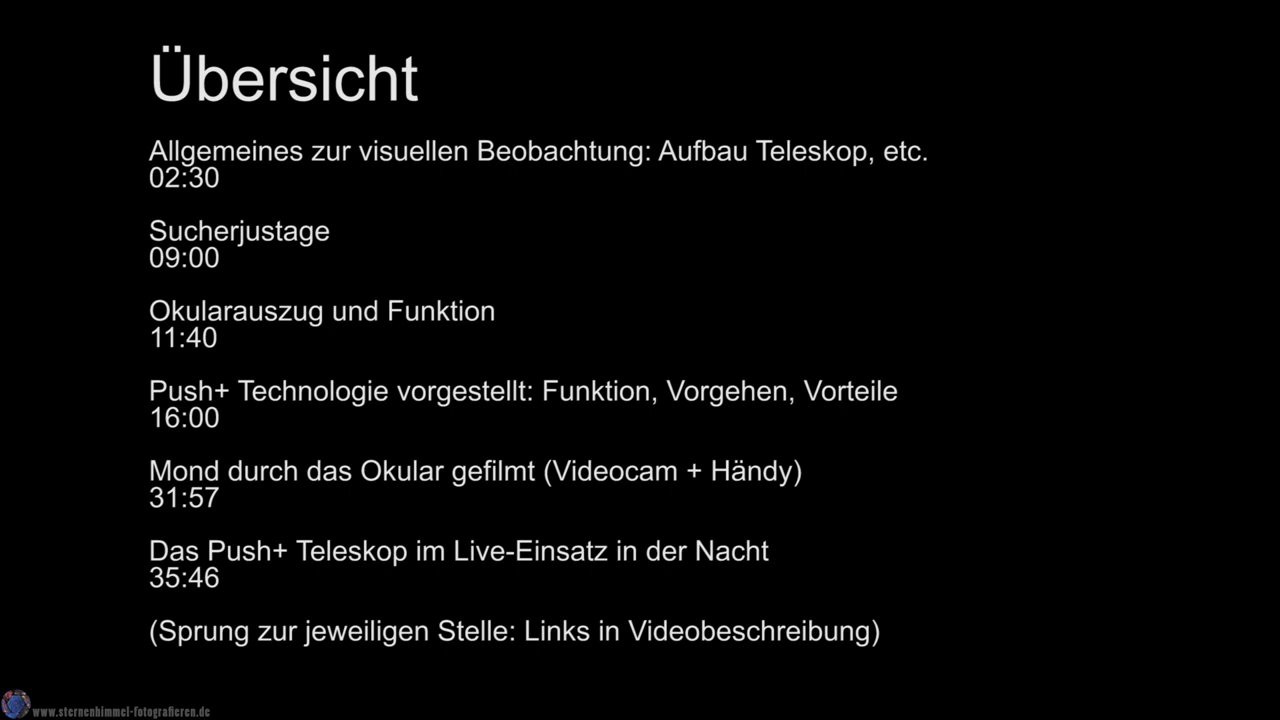 Übersicht
Allgemeines zur visuellen Beobachtung: Aufbau Teleskop, etc.
02:30
Sucherjustage
09:00
Okularauszug und Funktion
11:40
Push+ Technologie vorgestellt: Funktion, Vorgehen, Vorteile
16:00
Mond durch das Okular gefilmt (Videocam + Händy)
31:57
Das Push+ Teleskop im Live-Einsatz in der Nacht
35:46
(Sprung zur jeweiligen Stelle: Links in Videobeschreibung)
www.sternenhimmel-fotografieren.de